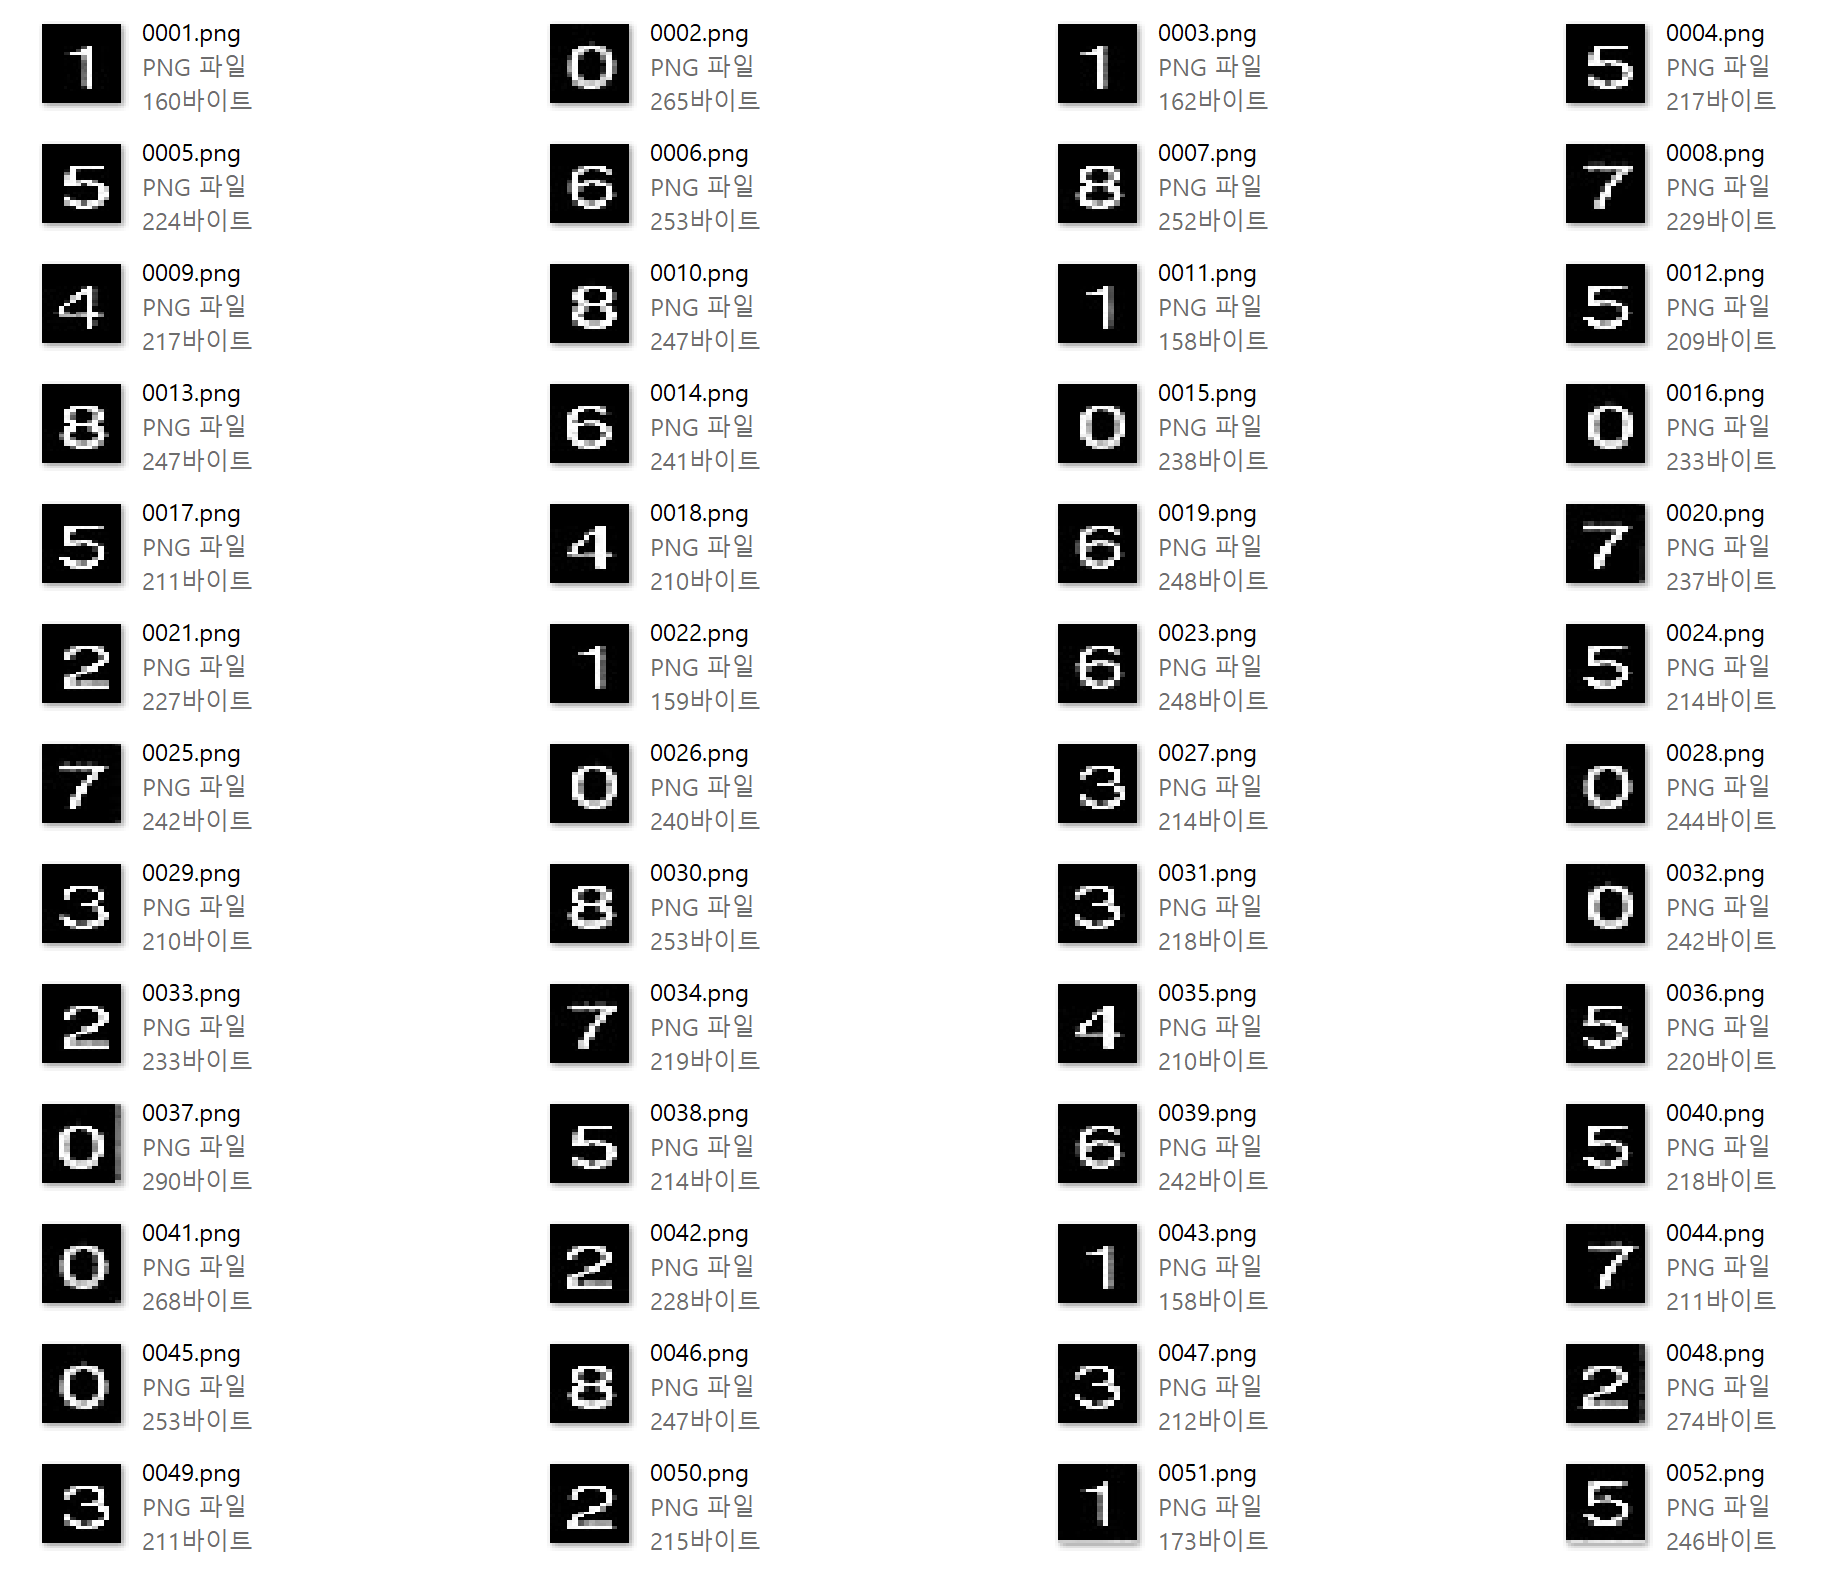 1 0001.png
PNG 파일
160바이트
0 0002.png
PNG 파일
265바이트
1 0003.png
PNG 파일
162바이트
5 0004.png
PNG 파일
217바이트
5 0005.png
PNG 파일
224바이트
6 0006.png
PNG 파일
253바이트
8 0007.png
PNG 파일
252바이트
7 0008.png
PNG 파일
229바이트
4 0009.png
PNG 파일
217바이트
8 0010.png
PNG 파일
247바이트
1 0011.png
PNG 파일
158바이트
5 0012.png
PNG 파일
209바이트
8 0013.png
PNG 파일
247바이트
6 0014.png
PNG 파일
241바이트
0 0015.png
PNG 파일
238바이트
0 0016.png
PNG 파일
233바이트
5 0017.png
PNG 파일
211바이트
4 0018.png
PNG 파일
210바이트
6 0019.png
PNG 파일
248바이트
7 0020.png
PNG 파일
237바이트
2 0021.png
PNG 파일
227바이트
1 0022.png
PNG 파일
159바이트
6 0023.png
PNG 파일
248바이트
5 0024.png
PNG 파일
214바이트
7 0025.png
PNG 파일
242바이트
0 0026.png
PNG 파일
240바이트
3 0027.png
PNG 파일
214바이트
0 0028.png
PNG 파일
244바이트
3 0029.png
PNG 파일
210바이트
8 0030.png
PNG 파일
253바이트
3 0031.png
PNG 파일
218바이트
0 0032.png
PNG 파일
242바이트
2 0033.png
PNG 파일
233바이트
7 0034.png
PNG 파일
219바이트
4 0035.png
PNG 파일
210바이트
5 0036.png
PNG 파일
220바이트
0 0037.png
PNG 파일
290바이트
5 0038.png
PNG 파일
214바이트
6 0039.png
PNG 파일
242바이트
5 0040.png
PNG 파일
218바이트
0 0041.png
PNG 파일
268바이트
2 0042.png
PNG 파일
228바이트
1 0043.png
PNG 파일
158바이트
7 0044.png
PNG 파일
211바이트
0 0045.png
PNG 파일
253바이트
8 0046.png
PNG 파일
247바이트
3 0047.png
PNG 파일
212바이트
2 0048.png
PNG 파일
274바이트
3 0049.png
PNG 파일
211바이트
2 0050.png
PNG 파일
215바이트
1 0051.png
PNG 파일
173바이트
5 0052.png
PNG 파일
246바이트